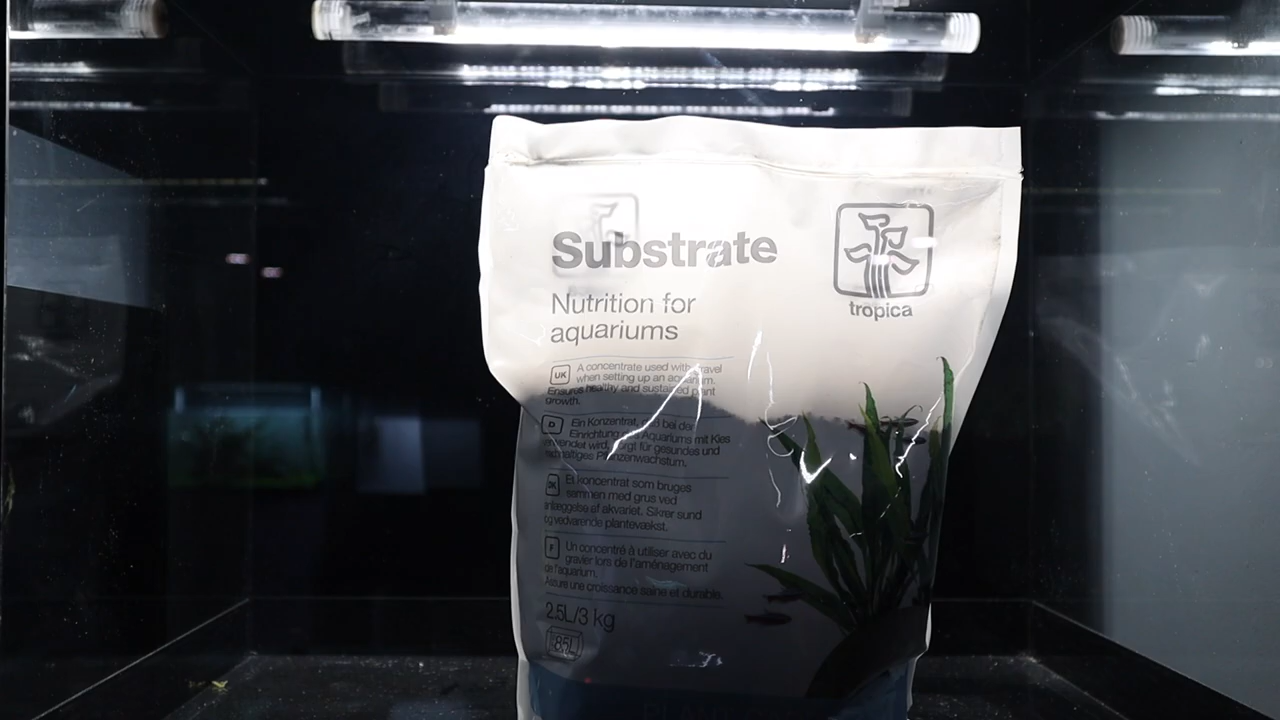 Substrate
tropica
Nutrition for
aquariums
UK
A concentrate used with gravel
when setting up an aquarium.
Ensures healthy and sustained plant
growth.
D
Ein Konzentrat, das bei der
Einrichtung des Aquariums mit Kies
verwendet wird, sorgt für gesundes und
nachhaltiges Pflanzenwachstum.
DK
Et koncentrat som bruges
sammen med grus ved
anlæggelse af akvariet. Sikrer sund
og vedvarende plantevækst.
F
Un concentré à utiliser avec du
gravier lors de l'aménagement
de l'aquarium.
Assure une croissance saine et durable.
2.5L/3 kg
85L
PLANT